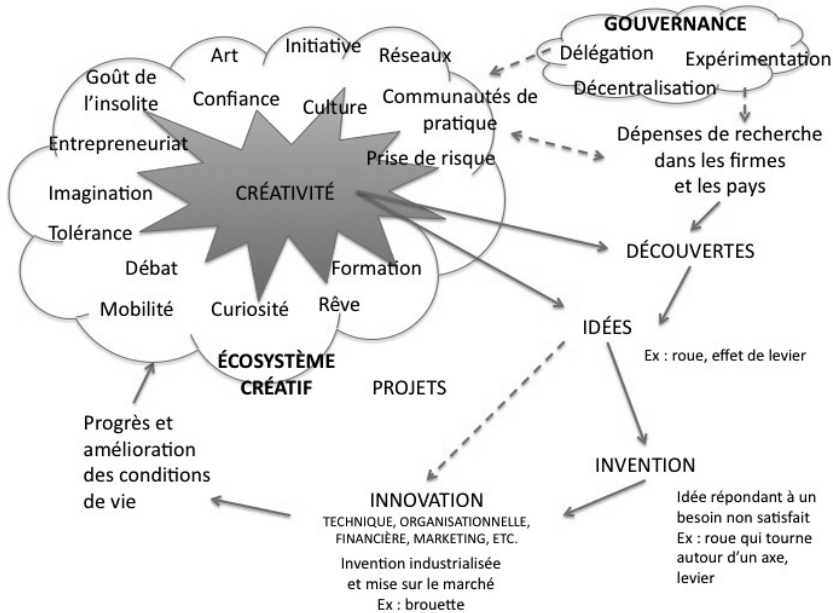 GOUVERNANCE
Délégation
Expérimentation
Décentralisation
Art
Initiative
Réseaux
Goût de
l’insolite
Confiance
Culture
Communautés de
pratique
Entrepreneuriat
Prise de risque
Imagination
CRÉATIVITÉ
Tolérance
Débat
Formation
Mobilité
Curiosité
Rêve
ÉCOSYSTÈME
CRÉATIF
PROJETS
Dépenses de recherche
dans les firmes
et les pays
DÉCOUVERTES
IDÉES
Ex : roue, effet de levier
INVENTION
Idée répondant à un
besoin non satisfait
Ex : roue qui tourne
autour d’un axe,
levier
INNOVATION
TECHNIQUE, ORGANISATIONNELLE,
FINANCIÈRE, MARKETING, ETC.
Invention industrialisée
et mise sur le marché
Ex : brouette
Progrès et
amélioration
des conditions
de vie